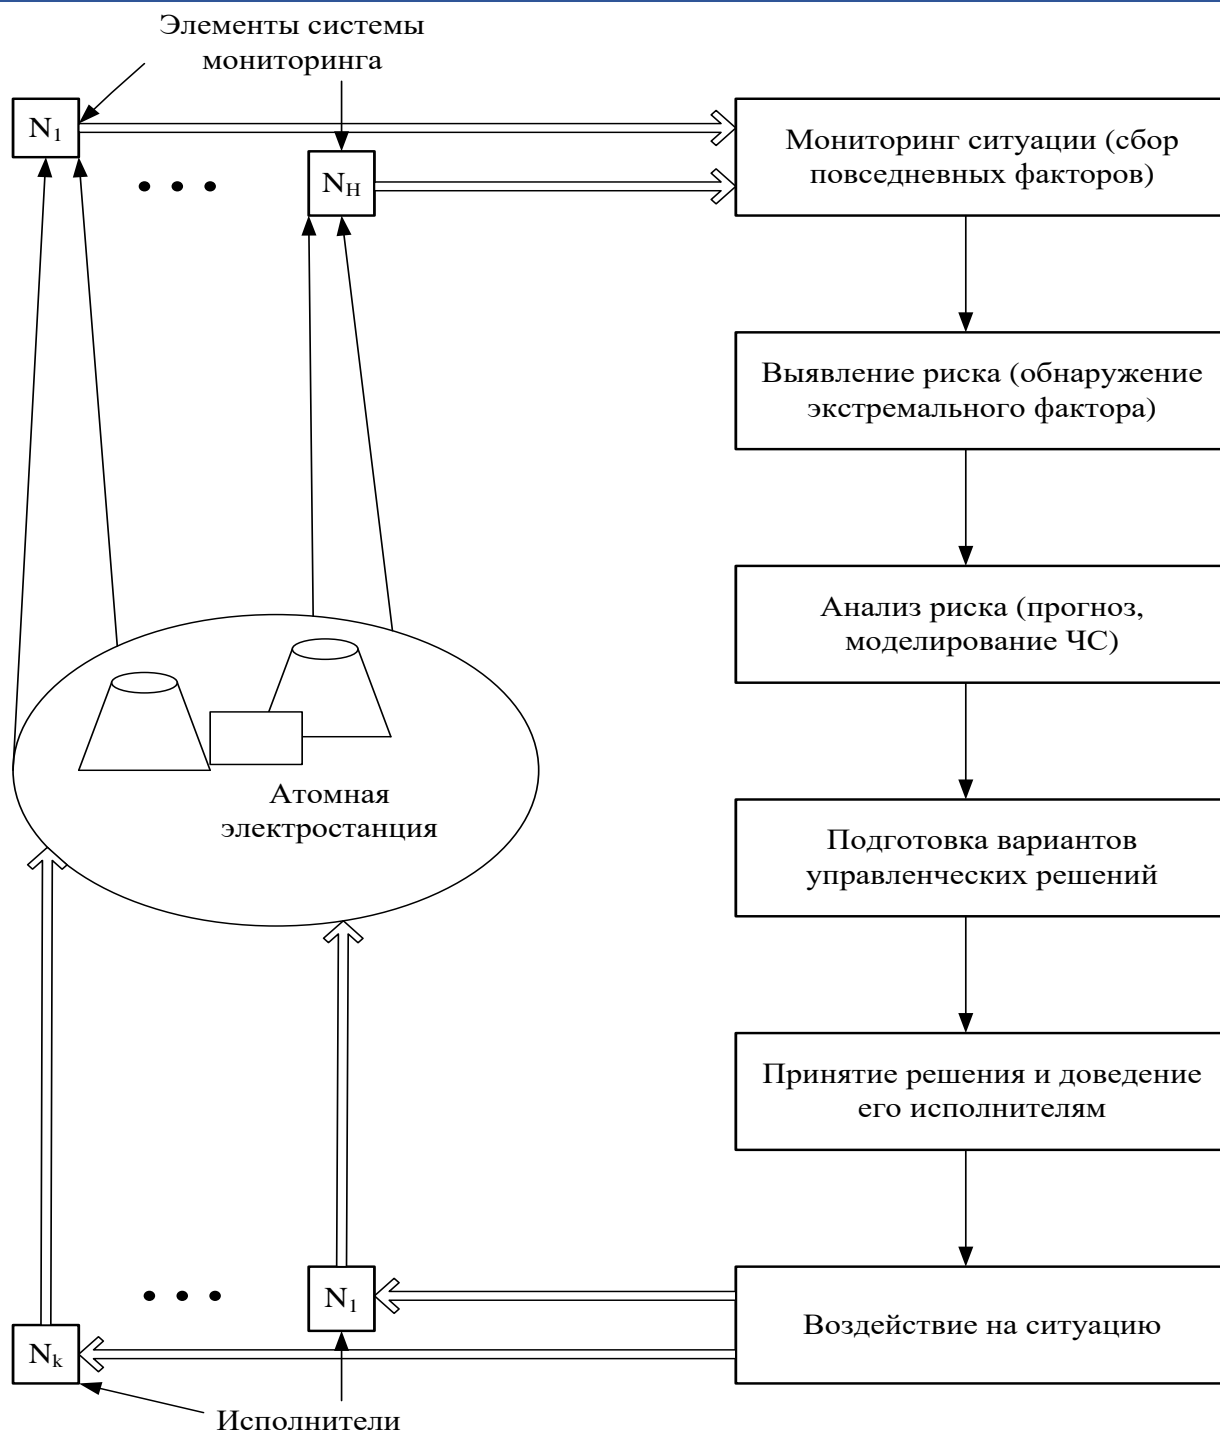 Элементы системы
мониторинга
N₁
N_H
Мониторинг ситуации (сбор
повседневных факторов)
Выявление риска (обнаружение
экстремального фактора)
Анализ риска (прогноз,
моделирование ЧС)
Атомная
электростанция
Подготовка вариантов
управленческих решений
Принятие решения и доведение
его исполнителям
N₁
Воздействие на ситуацию
Nₖ
Исполнители